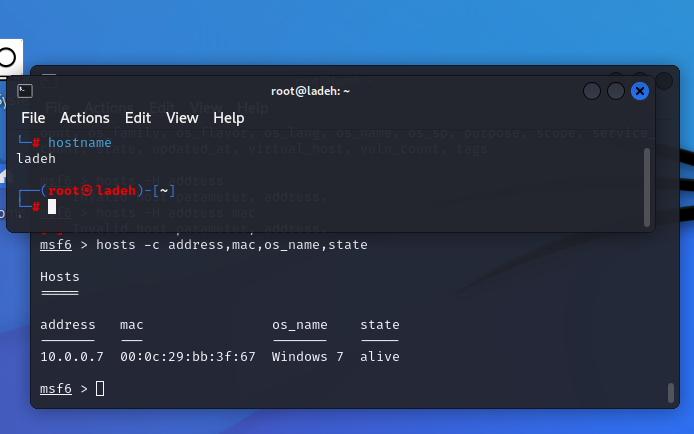 root@ladeh: ~
File Actions Edit View Help
└─# hostname
ladeh
┌──(root㉿ladeh)-[~]
└─#
msf6 > hosts -c address,mac,os_name,state
Hosts
=====
address mac os_name state
------- --- ------- -----
10.0.0.7 00:0c:29:bb:3f:67 Windows 7 alive
msf6 >